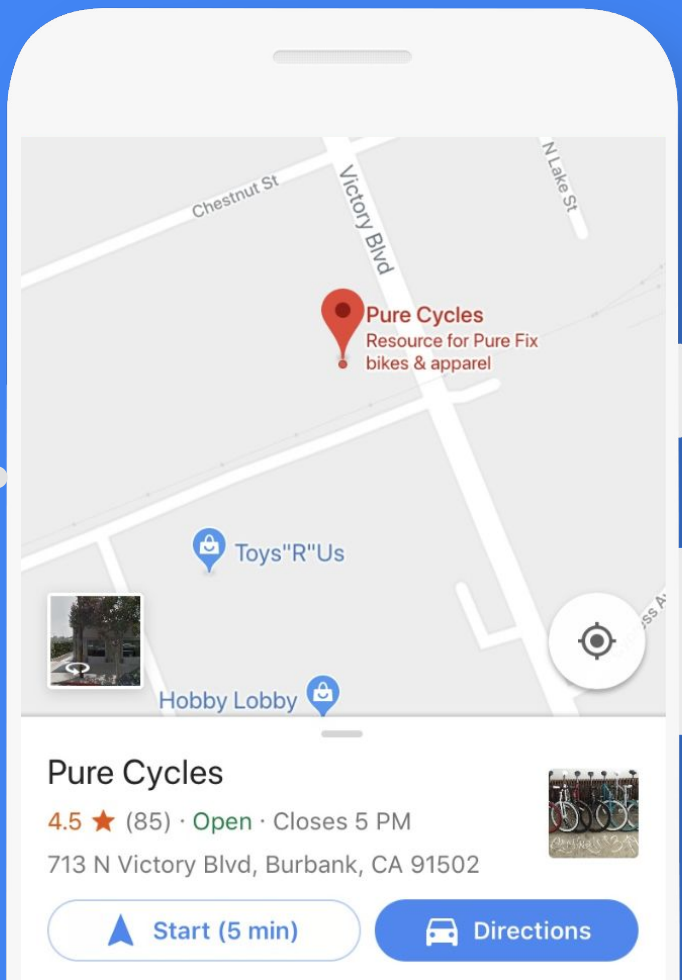 Chestnut St
Victory Blvd
N Lake St
Pure Cycles
Resource for Pure Fix
bikes & apparel
Toys"R"Us
Hobby Lobby
Pure Cycles
4.5 ★ (85) · Open · Closes 5 PM
713 N Victory Blvd, Burbank, CA 91502
Start (5 min)
Directions